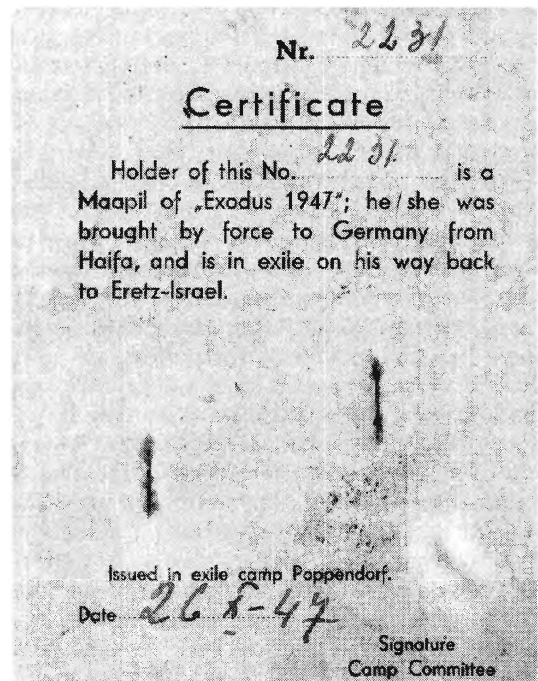 Nr. 2231
Certificate
Holder of this No. 2231 is a
Maapil of „Exodus 1947“; he/she was
brought by force to Germany from
Haifa, and is in exile on his way back
to Eretz-Israel.
Issued in exile camp Poppendorf.
Date 26 X-47
Signature
Camp Committee